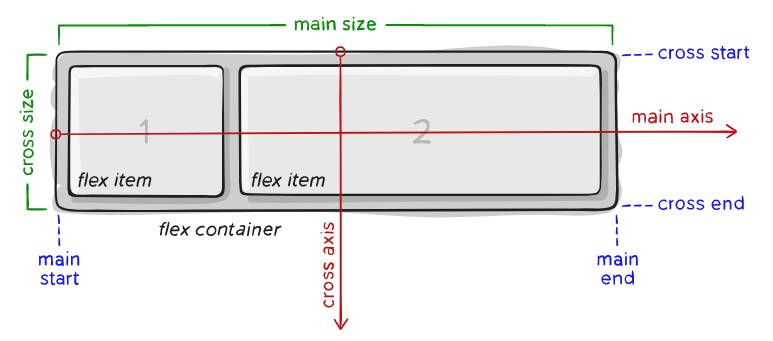 main size
cross start
cross size
main axis
1
2
flex item
flex item
cross end
flex container
cross axis
main
start
main
end